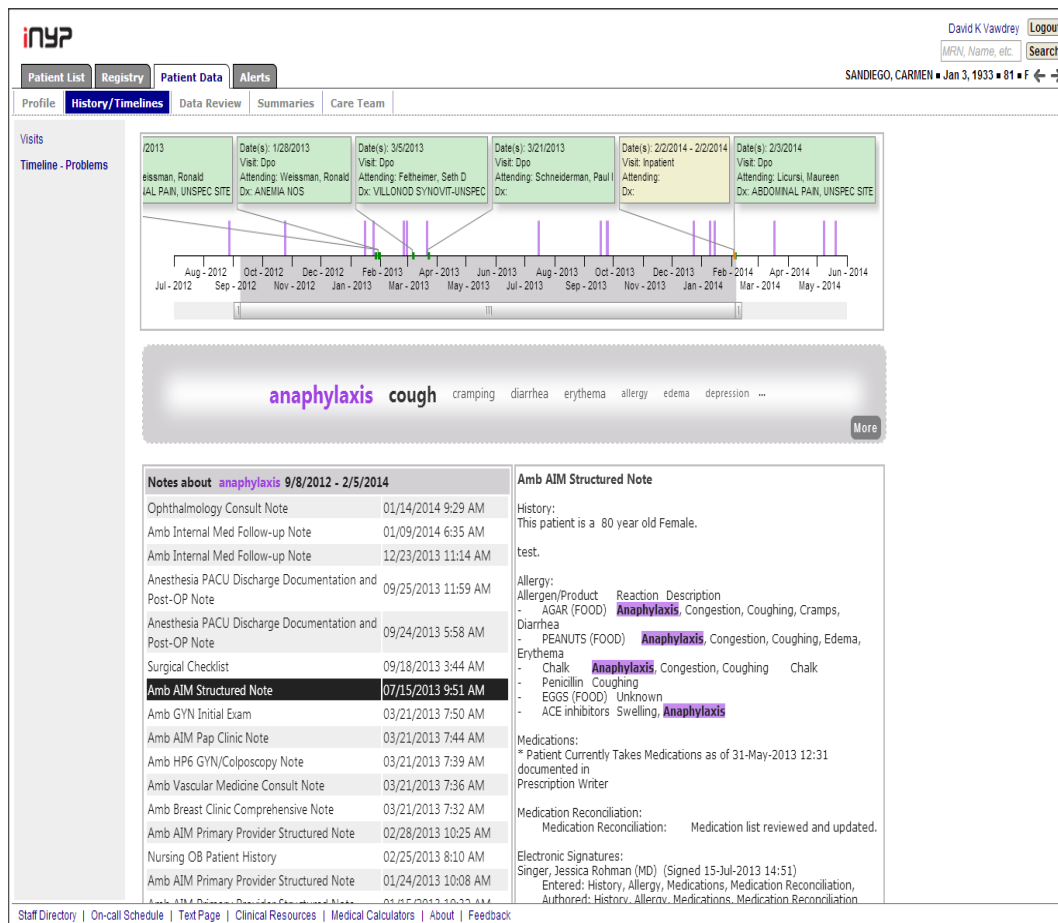 iNYP
David K Vawdrey Logout
MRN, Name, etc. Search
Patient List Registry Patient Data Alerts
SANDIEGO, CARMEN ▪ Jan 3, 1933 ▪ 81 ▪ F
Profile History/Timelines Data Review Summaries Care Team
Visits
Timeline - Problems
/2013
eissman, Ronald
IAL PAIN, UNSPEC SITE
Date(s): 1/28/2013
Visit: Dpo
Attending: Weissman, Ronald
Dx: ANEMIA NOS
Date(s): 3/5/2013
Visit: Dpo
Attending: Feltheimer, Seth D
Dx: VILLONOD SYNOVIT-UNSPEC
Date(s): 3/21/2013
Visit: Dpo
Attending: Schneiderman, Paul I
Dx:
Date(s): 2/2/2014 - 2/2/2014
Visit: Inpatient
Attending:
Dx:
Date(s): 2/3/2014
Visit: Dpo
Attending: Licursi, Maureen
Dx: ABDOMINAL PAIN, UNSPEC SITE
Aug - 2012 Oct - 2012 Dec - 2012 Feb - 2013 Apr - 2013 Jun - 2013 Aug - 2013 Oct - 2013 Dec - 2013 Feb - 2014 Apr - 2014 Jun - 2014
Jul - 2012 Sep - 2012 Nov - 2012 Jan - 2013 Mar - 2013 May - 2013 Jul - 2013 Sep - 2013 Nov - 2013 Jan - 2014 Mar - 2014 May - 2014
anaphylaxis cough cramping diarrhea erythema allergy edema depression ...
More
Notes about anaphylaxis 9/8/2012 - 2/5/2014
Ophthalmology Consult Note 01/14/2014 9:29 AM
Amb Internal Med Follow-up Note 01/09/2014 6:35 AM
Amb Internal Med Follow-up Note 12/23/2013 11:14 AM
Anesthesia PACU Discharge Documentation and
Post-OP Note 09/25/2013 11:59 AM
Anesthesia PACU Discharge Documentation and
Post-OP Note 09/24/2013 5:58 AM
Surgical Checklist 09/18/2013 3:44 AM
Amb AIM Structured Note 07/15/2013 9:51 AM
Amb GYN Initial Exam 03/21/2013 7:50 AM
Amb AIM Pap Clinic Note 03/21/2013 7:44 AM
Amb HP6 GYN/Colposcopy Note 03/21/2013 7:39 AM
Amb Vascular Medicine Consult Note 03/21/2013 7:36 AM
Amb Breast Clinic Comprehensive Note 03/21/2013 7:32 AM
Amb AIM Primary Provider Structured Note 02/28/2013 10:25 AM
Nursing OB Patient History 02/25/2013 8:10 AM
Amb AIM Primary Provider Structured Note 01/24/2013 10:08 AM
Amb AIM Primary Provider Structured Note 01/15/2013 10:22 AM
Amb AIM Structured Note
History:
This patient is a 80 year old Female.
test.
Allergy:
Allergen/Product Reaction Description
- AGAR (FOOD) Anaphylaxis, Congestion, Coughing, Cramps,
Diarrhea
- PEANUTS (FOOD) Anaphylaxis, Congestion, Coughing, Edema,
Erythema
- Chalk Anaphylaxis, Congestion, Coughing Chalk
- Penicillin Coughing
- EGGS (FOOD) Unknown
- ACE inhibitors Swelling, Anaphylaxis
Medications:
* Patient Currently Takes Medications as of 31-May-2013 12:31
documented in
Prescription Writer
Medication Reconciliation:
Medication Reconciliation: Medication list reviewed and updated.
Electronic Signatures:
Singer, Jessica Rohman (MD) (Signed 15-Jul-2013 14:51)
Entered: History, Allergy, Medications, Medication Reconciliation,
Authored: History, Allergy, Medications, Medication Reconciliation
Staff Directory | On-call Schedule | Text Page | Clinical Resources | Medical Calculators | About | Feedback